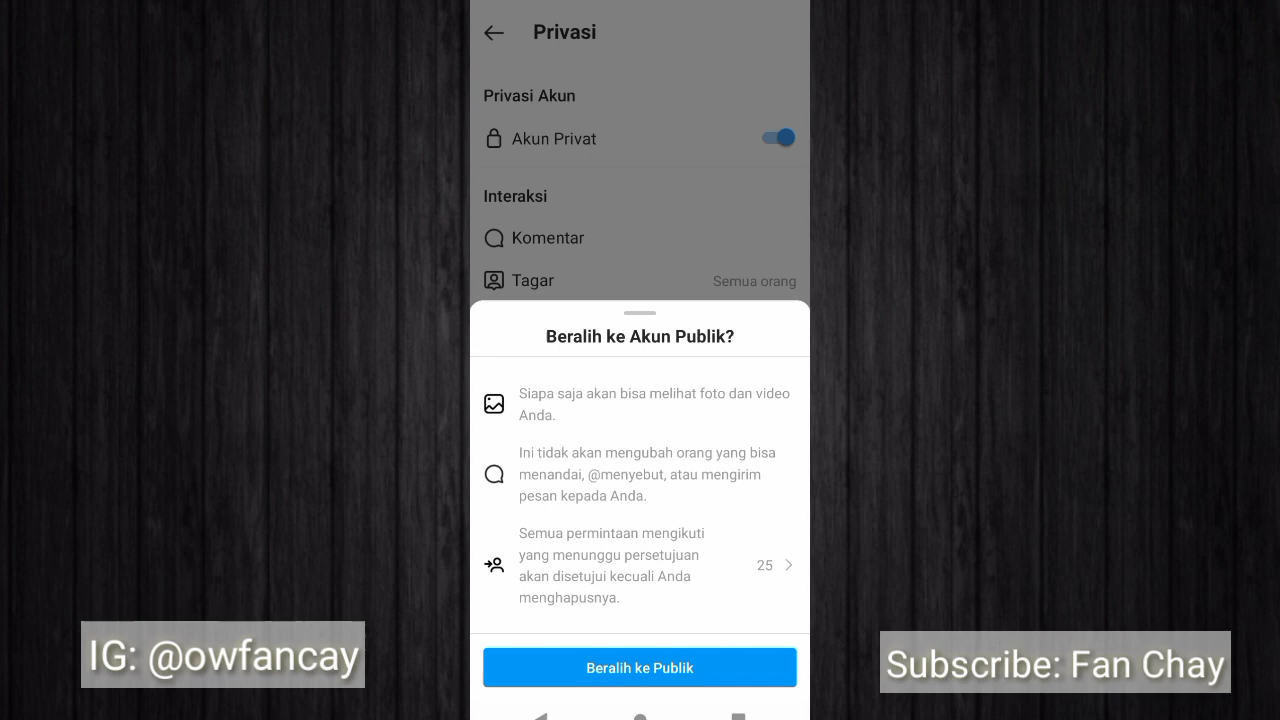 Privasi
Privasi Akun
Akun Privat
Interaksi
Komentar
Tagar Semua orang
Beralih ke Akun Publik?
Siapa saja akan bisa melihat foto dan video
Anda.
Ini tidak akan mengubah orang yang bisa
menandai, @menyebut, atau mengirim
pesan kepada Anda.
Semua permintaan mengikuti
yang menunggu persetujuan
akan disetujui kecuali Anda
menghapusnya.
25
Beralih ke Publik
IG: @owfancay
Subscribe: Fan Chay